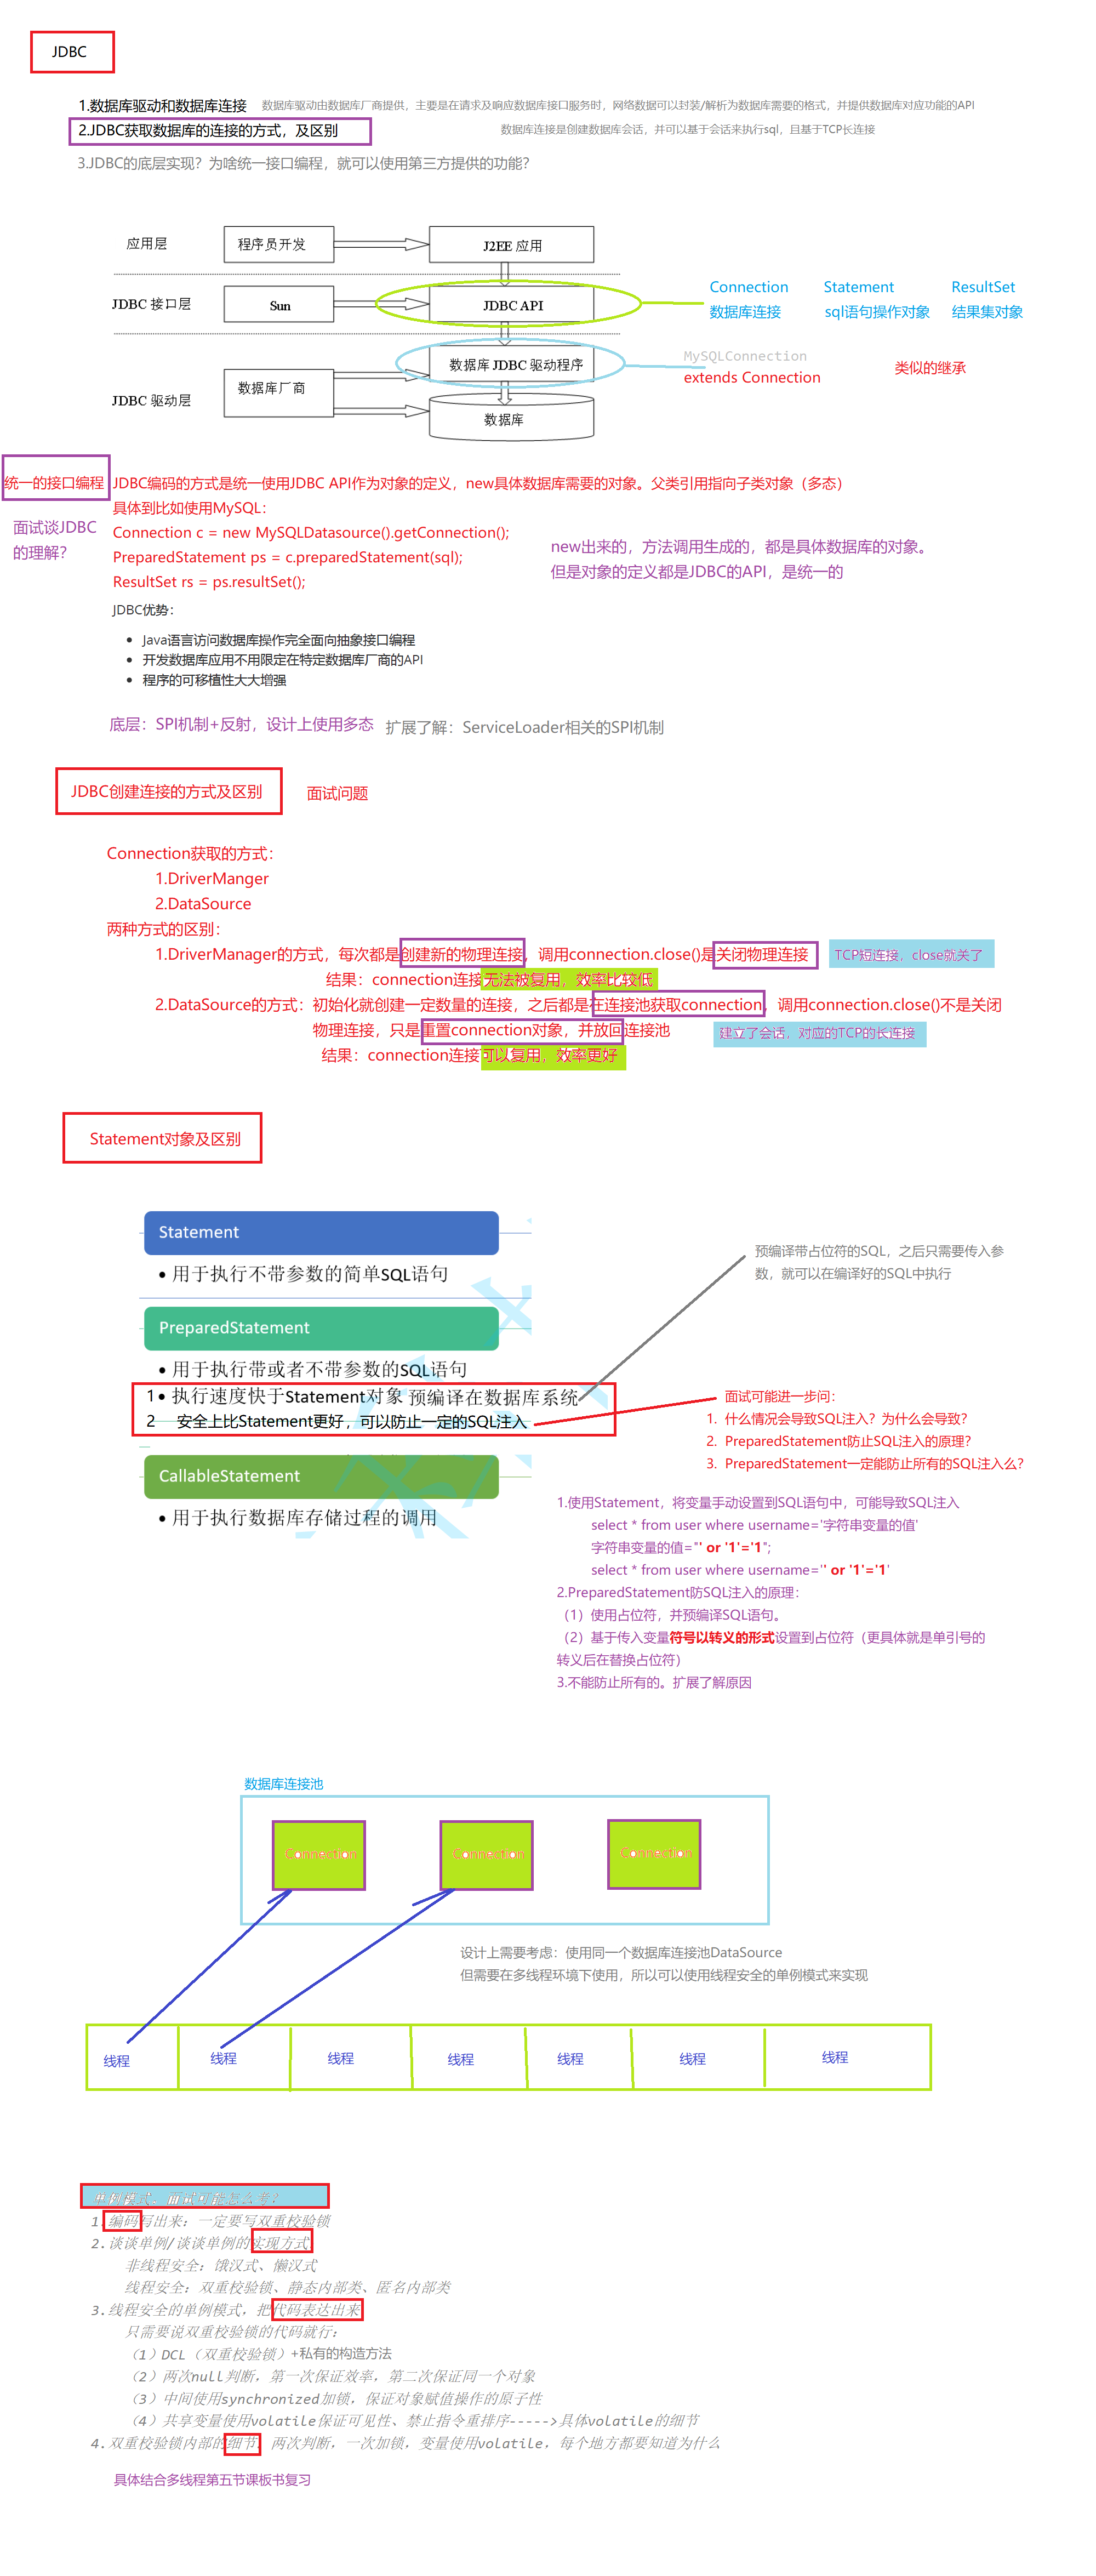 JDBC
1.数据库驱动和数据库连接 数据库驱动由数据库厂商提供，主要是在请求及响应数据库接口服务时，网络数据可以封装/解析为数据库需要的格式，并提供数据库对应功能的API
2.JDBC获取数据库的连接的方式，及区别 数据库连接是创建数据库会话，并可以基于会话来执行sql，且基于TCP长连接
3.JDBC的底层实现？为啥统一接口编程，就可以使用第三方提供的功能？
应用层 程序员开发 J2EE 应用
JDBC 接口层 Sun JDBC API
Connection Statement ResultSet
数据库连接 sql语句操作对象 结果集对象
数据库 JDBC 驱动程序 MySQLConnection
extends Connection 类似的继承
JDBC 驱动层 数据库厂商
数据库
统一的接口编程 JDBC编码的方式是统一使用JDBC API作为对象的定义，new具体数据库需要的对象。父类引用指向子类对象（多态）
具体到比如使用MySQL：
面试谈JDBC
的理解？
Connection c = new MySQLDatasource().getConnection();
PreparedStatement ps = c.preparedStatement(sql);
ResultSet rs = ps.resultSet();
new出来的，方法调用生成的，都是具体数据库的对象。
但是对象的定义都是JDBC的API，是统一的
JDBC优势：
• Java语言访问数据库操作完全面向抽象接口编程
• 开发数据库应用不用限定在特定数据库厂商的API
• 程序的可移植性大大增强
底层：SPI机制+反射，设计上使用多态 扩展了解：ServiceLoader相关的SPI机制
JDBC创建连接的方式及区别 面试问题
Connection获取的方式：
1.DriverManger
2.DataSource
两种方式的区别：
1.DriverManager的方式，每次都是创建新的物理连接，调用connection.close()是关闭物理连接 TCP短连接，close就关了
结果：connection连接无法被复用，效率比较低
2.DataSource的方式：初始化就创建一定数量的连接，之后都是在连接池获取connection，调用connection.close()不是关闭
物理连接，只是重置connection对象，并放回连接池 建立了会话，对应的TCP的长连接
结果：connection连接可以复用，效率更好
Statement对象及区别
Statement
• 用于执行不带参数的简单SQL语句
预编译带占位符的SQL，之后只需要传入参
数，就可以在编译好的SQL中执行
PreparedStatement
• 用于执行带或者不带参数的SQL语句
1 • 执行速度快于Statement对象 预编译在数据库系统
2 安全上比Statement更好，可以防止一定的SQL注入
面试可能进一步问：
1. 什么情况会导致SQL注入？为什么会导致？
2. PreparedStatement防止SQL注入的原理？
3. PreparedStatement一定能防止所有的SQL注入么？
CallableStatement
• 用于执行数据库存储过程的调用
1.使用Statement，将变量手动设置到SQL语句中，可能导致SQL注入
select * from user where username='字符串变量的值'
字符串变量的值="' or '1'='1";
select * from user where username='' or '1'='1'
2.PreparedStatement防SQL注入的原理：
（1）使用占位符，并预编译SQL语句。
（2）基于传入变量符号以转义的形式设置到占位符（更具体就是单引号的
转义后在替换占位符）
3.不能防止所有的。扩展了解原因
数据库连接池
Connection Connection Connection
设计上需要考虑：使用同一个数据库连接池DataSource
但需要在多线程环境下使用，所以可以使用线程安全的单例模式来实现
线程 线程 线程 线程 线程 线程 线程
单例模式，面试可能怎么考？
1.编码写出来：一定要写双重校验锁
2.谈谈单例/谈谈单例的实现方式
非线程安全：饿汉式、懒汉式
线程安全：双重校验锁、静态内部类、匿名内部类
3.线程安全的单例模式，把代码表达出来
只需要说双重校验锁的代码就行：
（1）DCL（双重校验锁）+私有的构造方法
（2）两次null判断，第一次保证效率，第二次保证同一个对象
（3）中间使用synchronized加锁，保证对象赋值操作的原子性
（4）共享变量使用volatile保证可见性、禁止指令重排序----->具体volatile的细节
4.双重校验锁内部的细节，两次判断，一次加锁，变量使用volatile，每个地方都要知道为什么
具体结合多线程第五节课板书复习